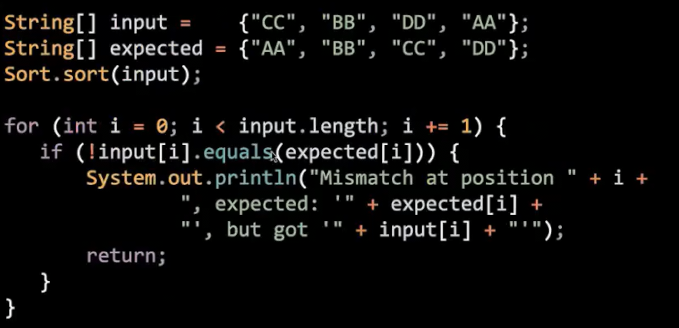 String[] input =    {"CC", "BB", "DD", "AA"};
String[] expected = {"AA", "BB", "CC", "DD"};
Sort.sort(input);
for (int i = 0; i < input.length; i += 1) {
   if (!input[i].equals(expected[i])) {
       System.out.println("Mismatch at position " + i +
               ", expected: '" + expected[i] +
               "', but got '" + input[i] + "'");
       return;
   }
}